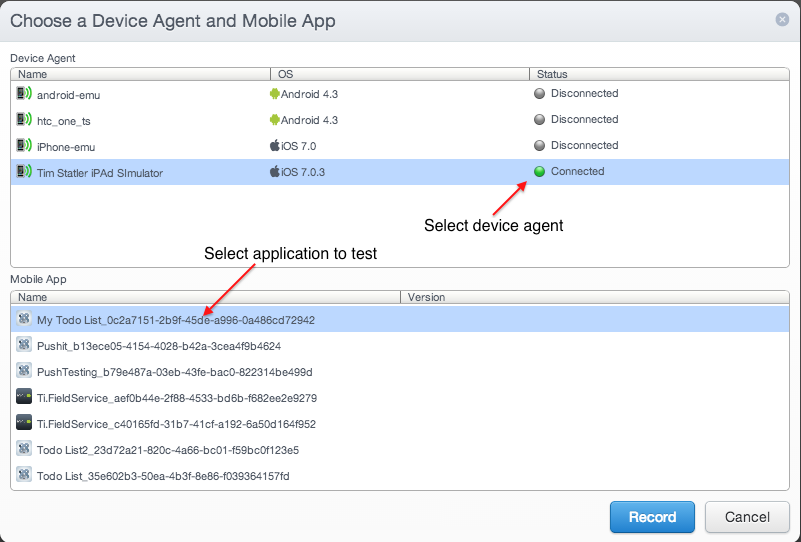 Choose a Device Agent and Mobile App
Device Agent
Name OS Status
android-emu Android 4.3 Disconnected
htc_one_ts Android 4.3 Disconnected
iPhone-emu iOS 7.0 Disconnected
Tim Statler iPAd SImulator iOS 7.0.3 Connected
Select device agent
Select application to test
Mobile App
Name Version
My Todo List_0c2a7151-2b9f-45de-a996-0a486cd72942
Pushit_b13ece05-4154-4028-b42a-3cea4f9b4624
PushTesting_b79e487a-03eb-43fe-bac0-822314be499d
Ti.FieldService_aef0b44e-2f88-4533-bd6b-f682ee2e9279
Ti.FieldService_c40165fd-31b7-41cf-a192-6a50d164f952
Todo List2_23d72a21-820c-4a66-bc01-f59bc0f123e5
Todo List_35e602b3-50ea-4b3f-8e86-f039364157fd
Record Cancel